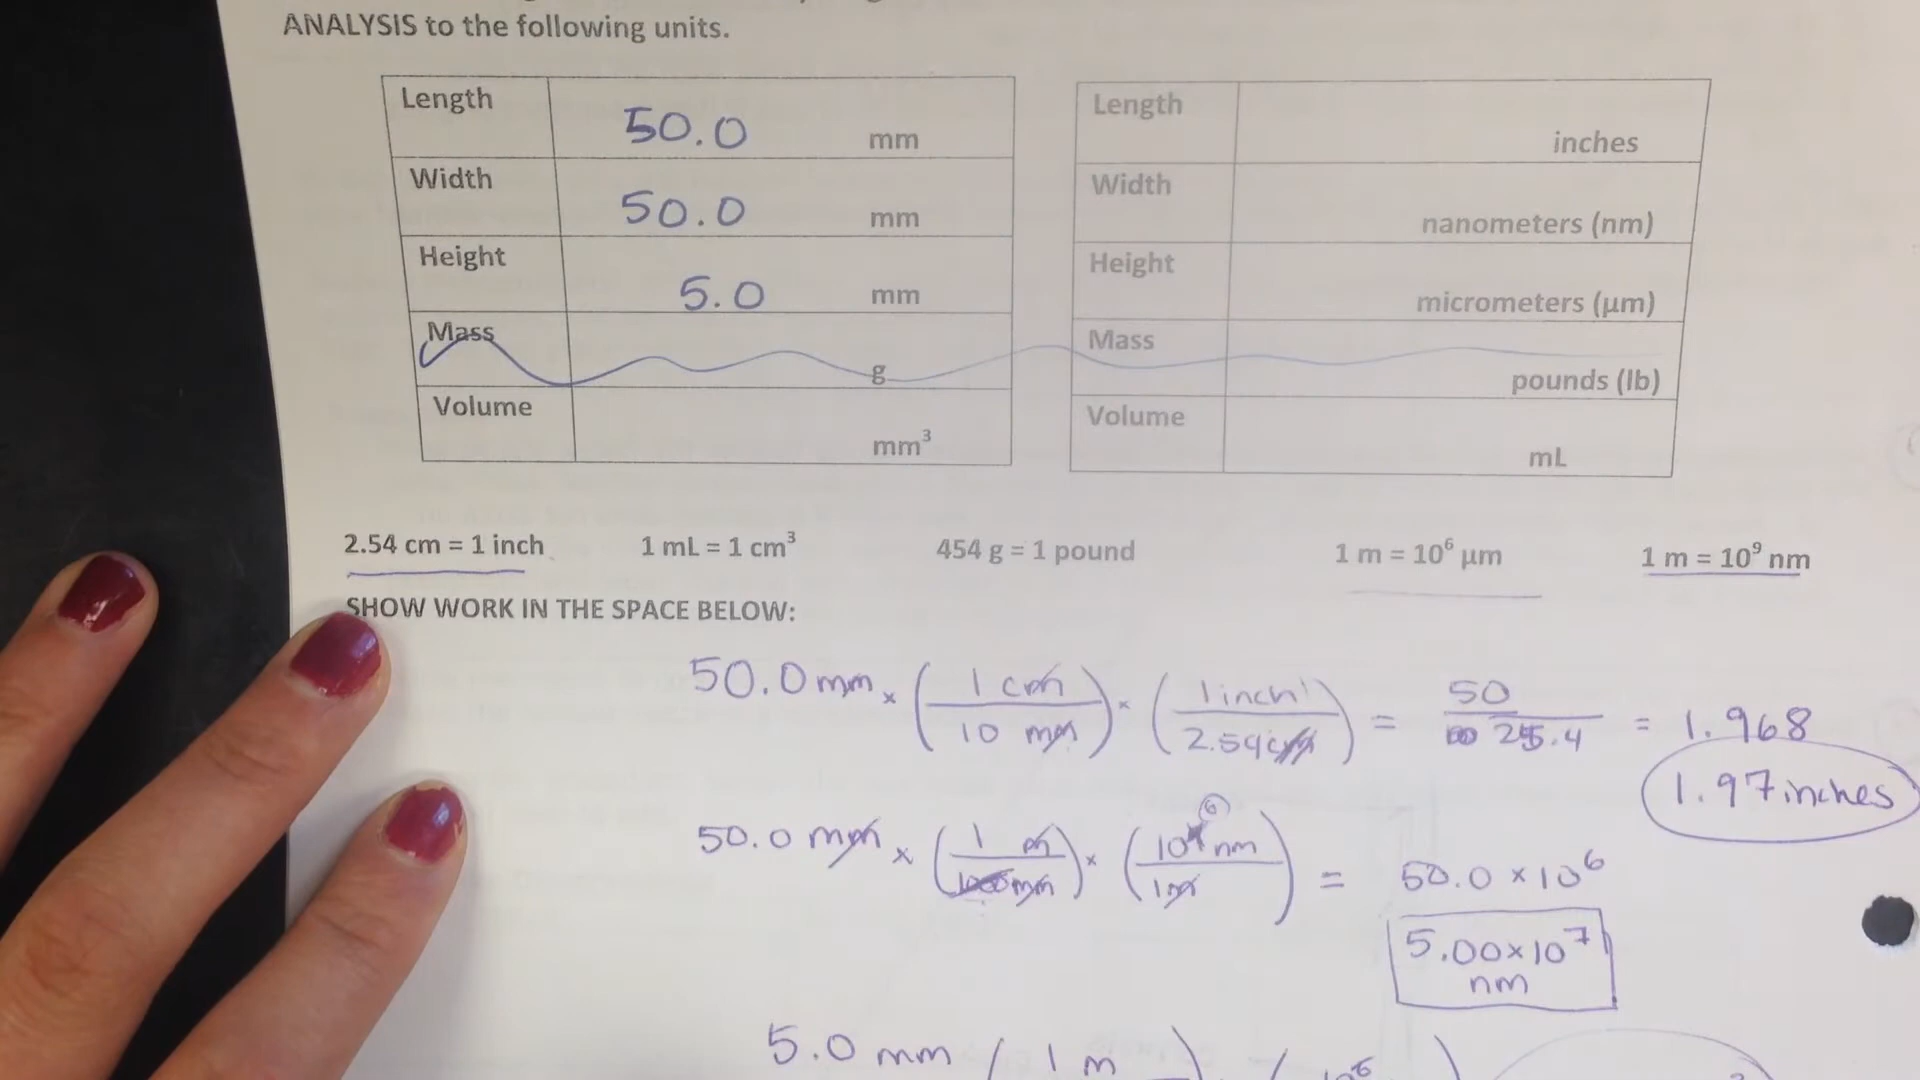 ANALYSIS to the following units.
Length 50.0 mm
Width 50.0 mm
Height 5.0 mm
Mass g
Volume mm³
Length inches
Width nanometers (nm)
Height micrometers (µm)
Mass pounds (lb)
Volume mL
2.54 cm = 1 inch 1 mL = 1 cm³ 454 g = 1 pound 1 m = 10⁶ µm 1 m = 10⁹ nm
SHOW WORK IN THE SPACE BELOW:
50.0 mm × (1 cm / 10 mm) × (1 inch / 2.54 cm) = 50 / 25.4 = 1.968
1.97 inches
50.0 mm × (1 m / 1000 mm) × (10⁶ nm / 1 m) = 50.0 × 10⁶
5.00 × 10⁷
nm
5.0 mm ( 1 m ) ( 10⁶ )